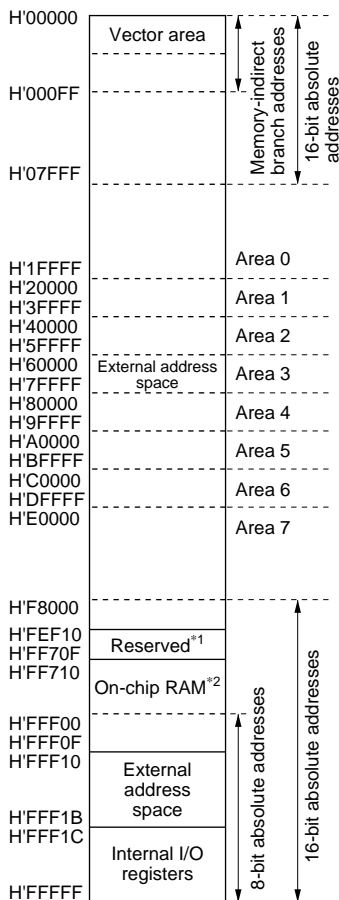 H'00000
Vector area
H'000FF
Memory-indirect
branch addresses
16-bit absolute
addresses
H'07FFF
H'1FFFF
Area 0
H'20000
H'3FFFF
Area 1
H'40000
H'5FFFF
Area 2
H'60000
H'7FFFF
External address
space
Area 3
H'80000
H'9FFFF
Area 4
H'A0000
H'BFFFF
Area 5
H'C0000
H'DFFFF
Area 6
H'E0000
Area 7
H'F8000
H'FEF10
Reserved*1
H'FF70F
H'FF710
On-chip RAM*2
H'FFF00
H'FFF0F
H'FFF10
External
address
space
H'FFF1B
H'FFF1C
Internal I/O
registers
H'FFFFF
8-bit absolute addresses
16-bit absolute addresses